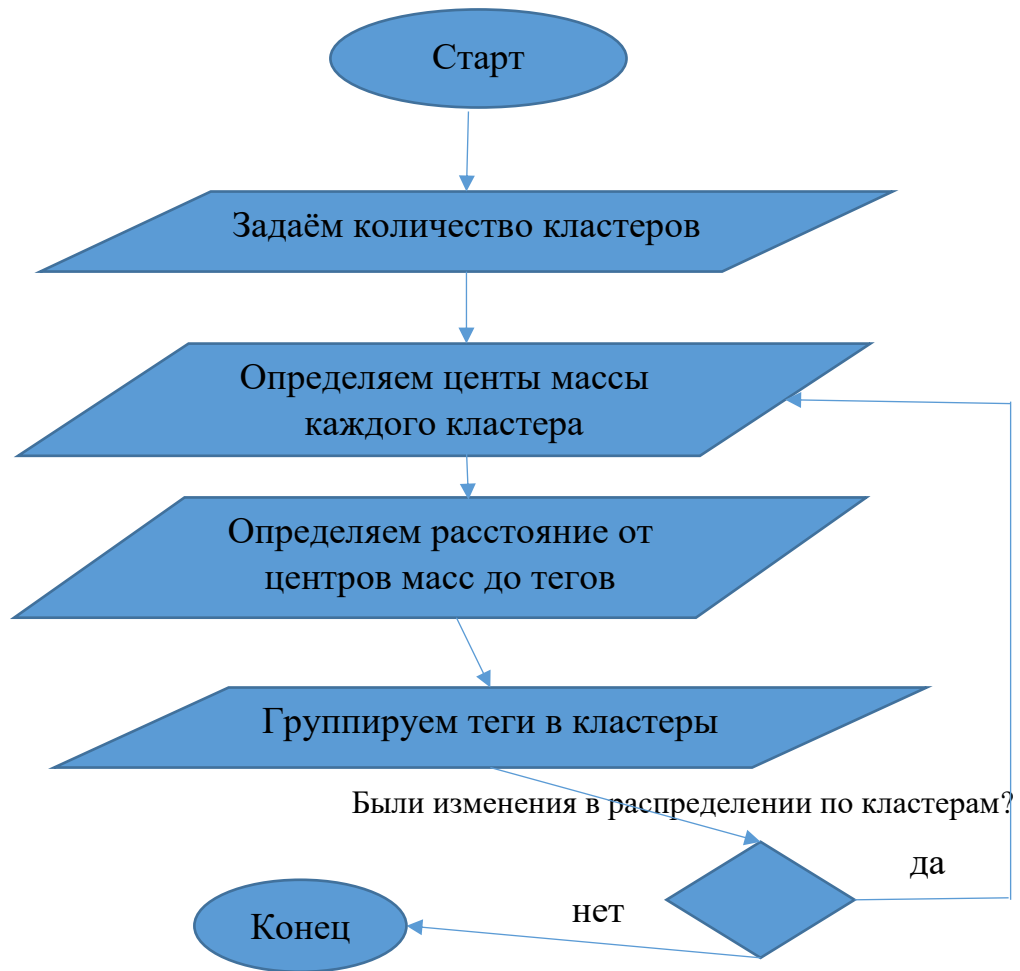 Старт
Задаём количество кластеров
Определяем центы массы
каждого кластера
Определяем расстояние от
центров масс до тегов
Группируем теги в кластеры
Были изменения в распределении по кластерам?
да
нет
Конец